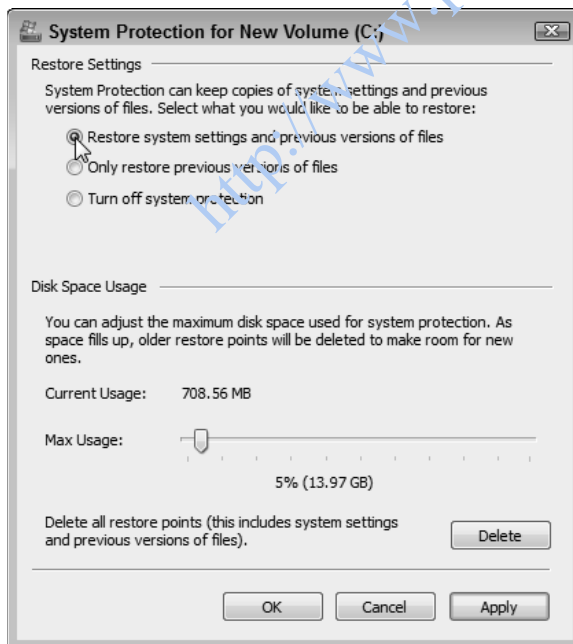 System Protection for New Volume (C:)
Restore Settings
System Protection can keep copies of system settings and previous
versions of files. Select what you would like to be able to restore:
Restore system settings and previous versions of files
Only restore previous versions of files
Turn off system protection
Disk Space Usage
You can adjust the maximum disk space used for system protection. As
space fills up, older restore points will be deleted to make room for new
ones.
Current Usage: 708.56 MB
Max Usage:
5% (13.97 GB)
Delete all restore points (this includes system settings
and previous versions of files).
Delete
OK Cancel Apply
http://www.